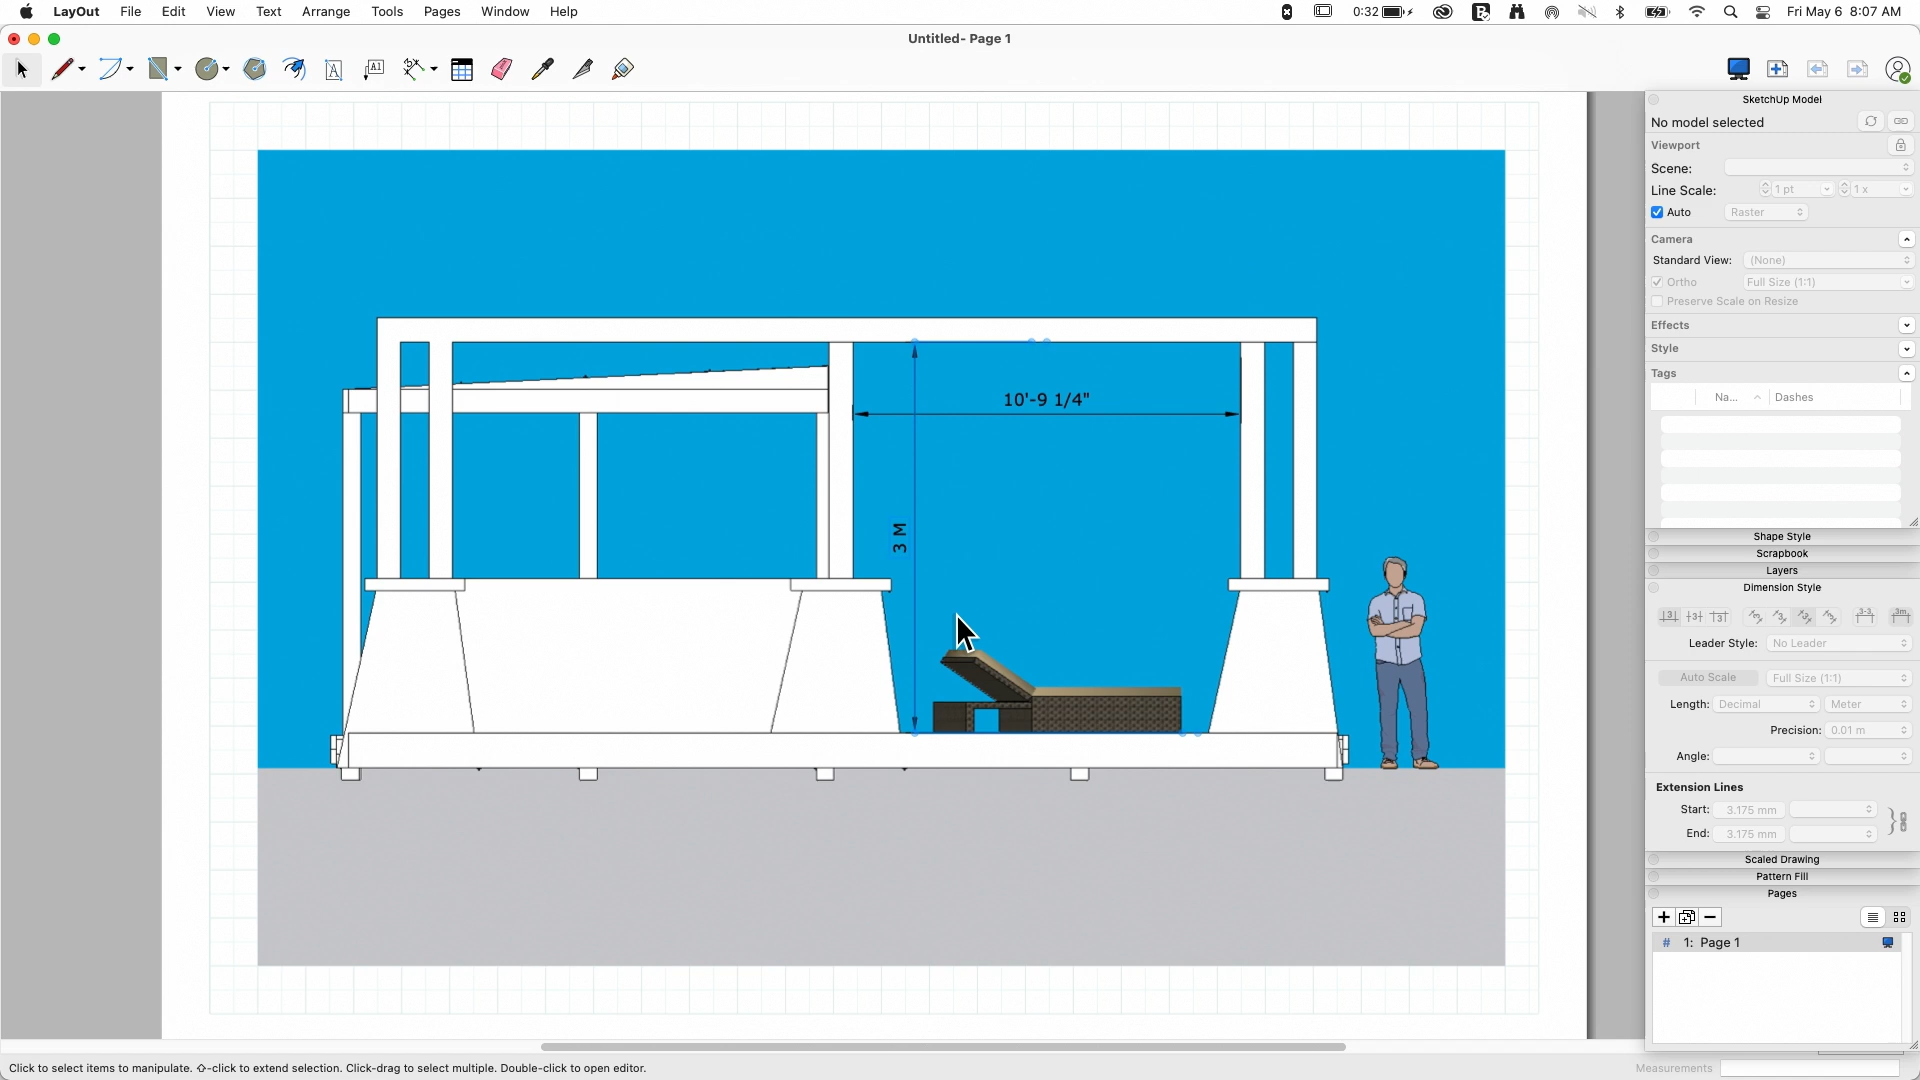 LayOut File Edit View Text Arrange Tools Pages Window Help
0:32
Fri May 6 8:07 AM
Untitled- Page 1
A
A1
SketchUp Model
No model selected
Viewport
Scene:
Line Scale: 1 pt 1 x
Auto Raster
Camera
Standard View: (None)
Ortho Full Size (1:1)
Preserve Scale on Resize
Effects
Style
Tags
Na... Dashes
10'-9 1/4"
3 M
Shape Style
Scrapbook
Layers
Dimension Style
Leader Style: No Leader
Auto Scale Full Size (1:1)
Length: Decimal Meter
Precision: 0.01 m
Angle:
Extension Lines
Start: 3.175 mm
End: 3.175 mm
Scaled Drawing
Pattern Fill
Pages
# 1: Page 1
Click to select items to manipulate. ⇧-click to extend selection. Click-drag to select multiple. Double-click to open editor.
Measurements